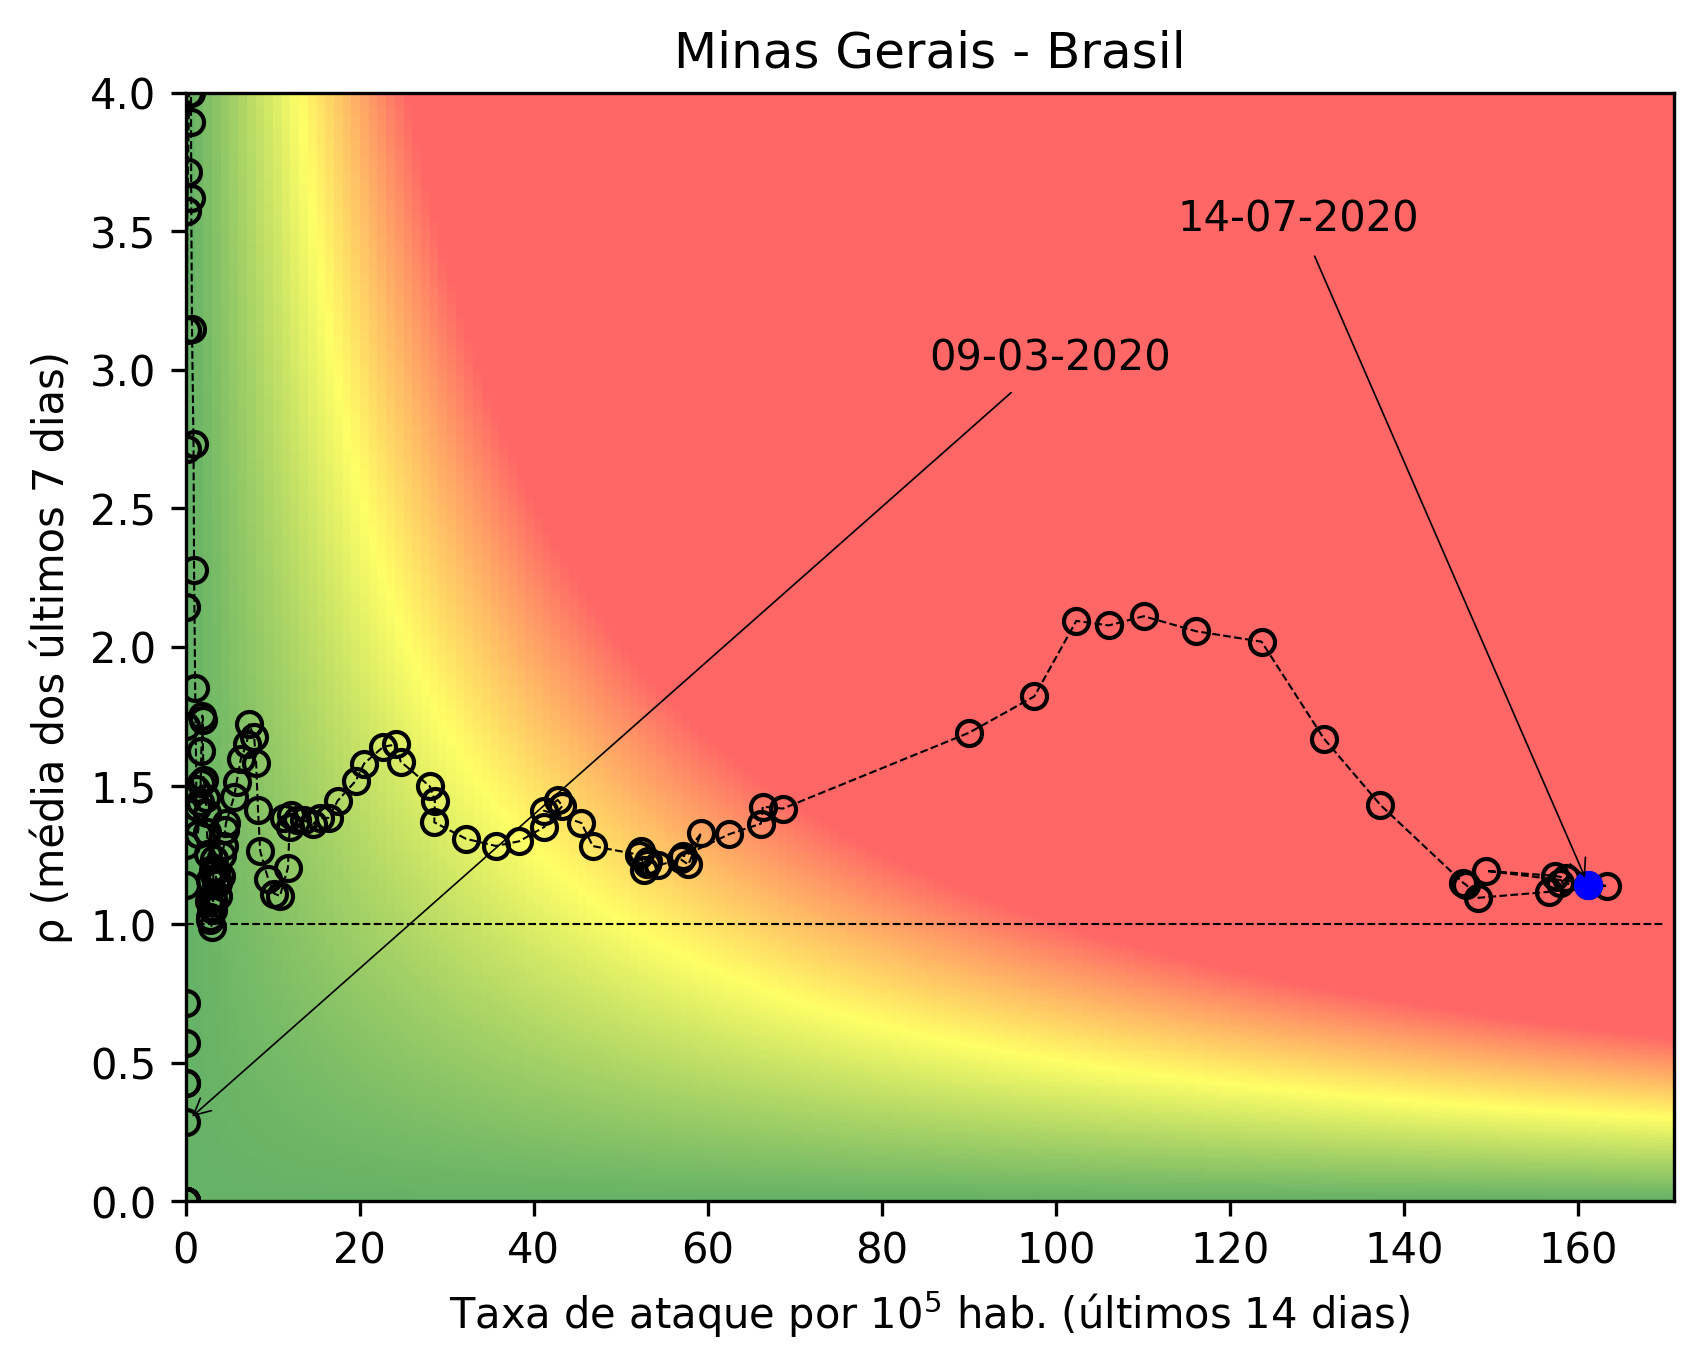 Minas Gerais - Brasil
4.0
3.5
3.0
2.5
2.0
1.5
1.0
0.5
0.0
ρ (média dos últimos 7 dias)
14-07-2020
09-03-2020
0 20 40 60 80 100 120 140 160
Taxa de ataque por 10⁵ hab. (últimos 14 dias)